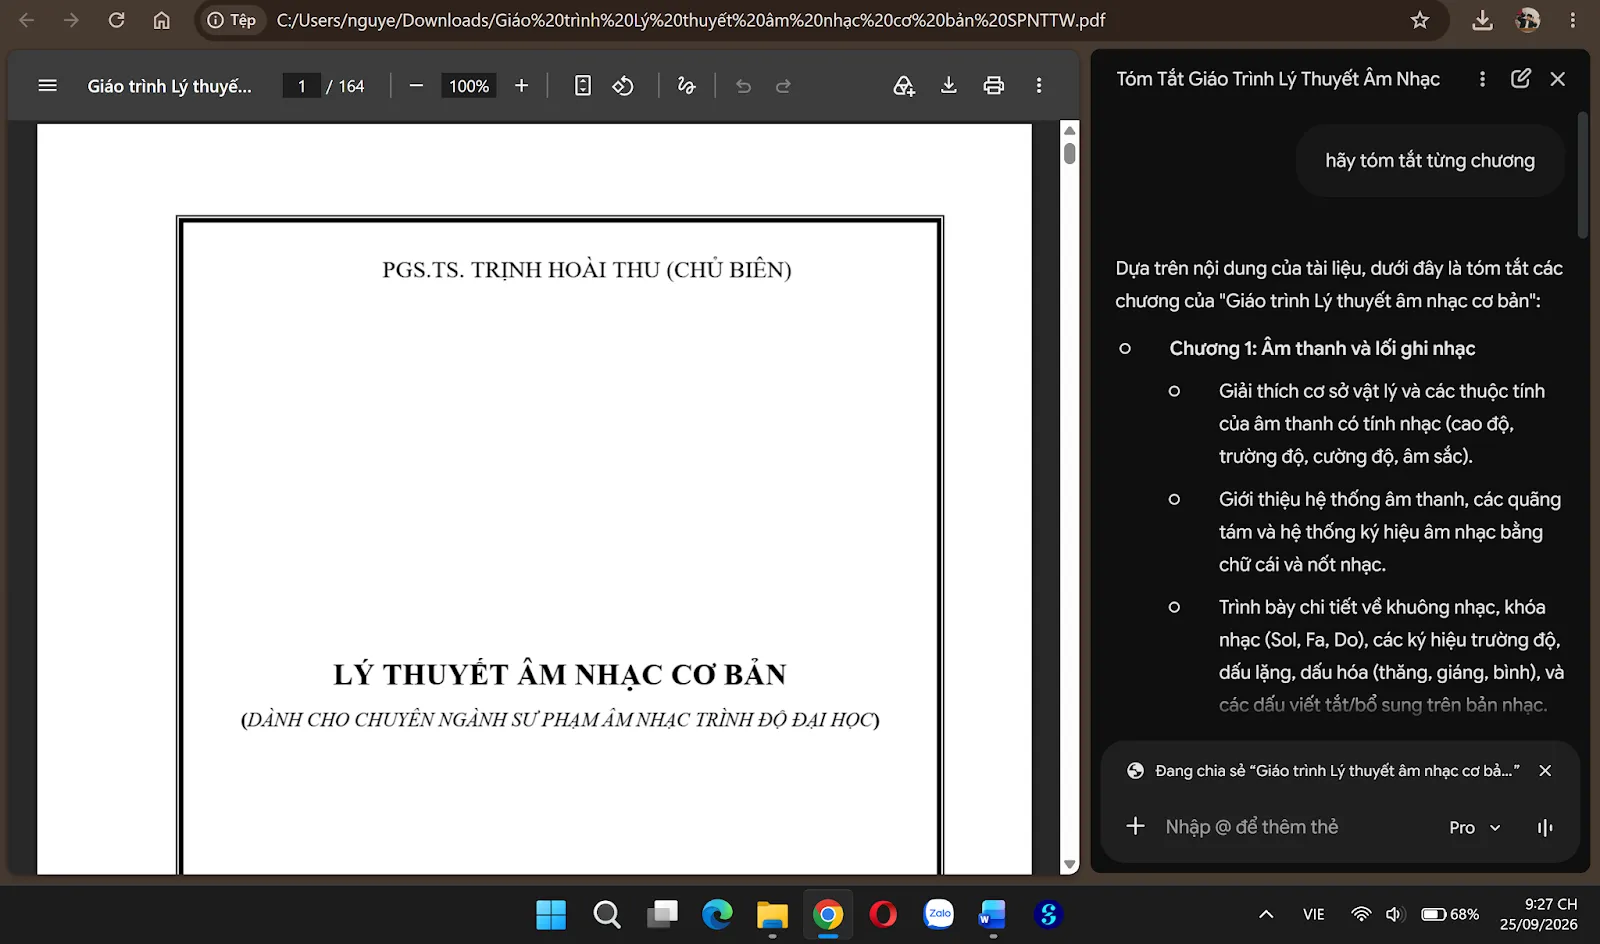 Tệp
C:/Users/nguye/Downloads/Giáo%20trình%20Lý%20thuyết%20âm%20nhạc%20cơ%20bản%20SPNTTW.pdf
Giáo trình Lý thuyế...
1 / 164
100%
PGS.TS. TRỊNH HOÀI THU (CHỦ BIÊN)
LÝ THUYẾT ÂM NHẠC CƠ BẢN
(DÀNH CHO CHUYÊN NGÀNH SƯ PHẠM ÂM NHẠC TRÌNH ĐỘ ĐẠI HỌC)
Tóm Tắt Giáo Trình Lý Thuyết Âm Nhạc
hãy tóm tắt từng chương
Dựa trên nội dung của tài liệu, dưới đây là tóm tắt các
chương của "Giáo trình Lý thuyết âm nhạc cơ bản":
Chương 1: Âm thanh và lối ghi nhạc
Giải thích cơ sở vật lý và các thuộc tính
của âm thanh có tính nhạc (cao độ,
trường độ, cường độ, âm sắc).
Giới thiệu hệ thống âm thanh, các quãng
tám và hệ thống ký hiệu âm nhạc bằng
chữ cái và nốt nhạc.
Trình bày chi tiết về khuông nhạc, khóa
nhạc (Sol, Fa, Do), các ký hiệu trường độ,
dấu lặng, dấu hóa (thăng, giáng, bình), và
các dấu viết tắt/bổ sung trên bản nhạc.
Đang chia sẻ “Giáo trình Lý thuyết âm nhạc cơ bả...”
Nhập @ để thêm thẻ
Pro
Zalo
W
S
VIE
68%
9:27 CH
25/09/2026